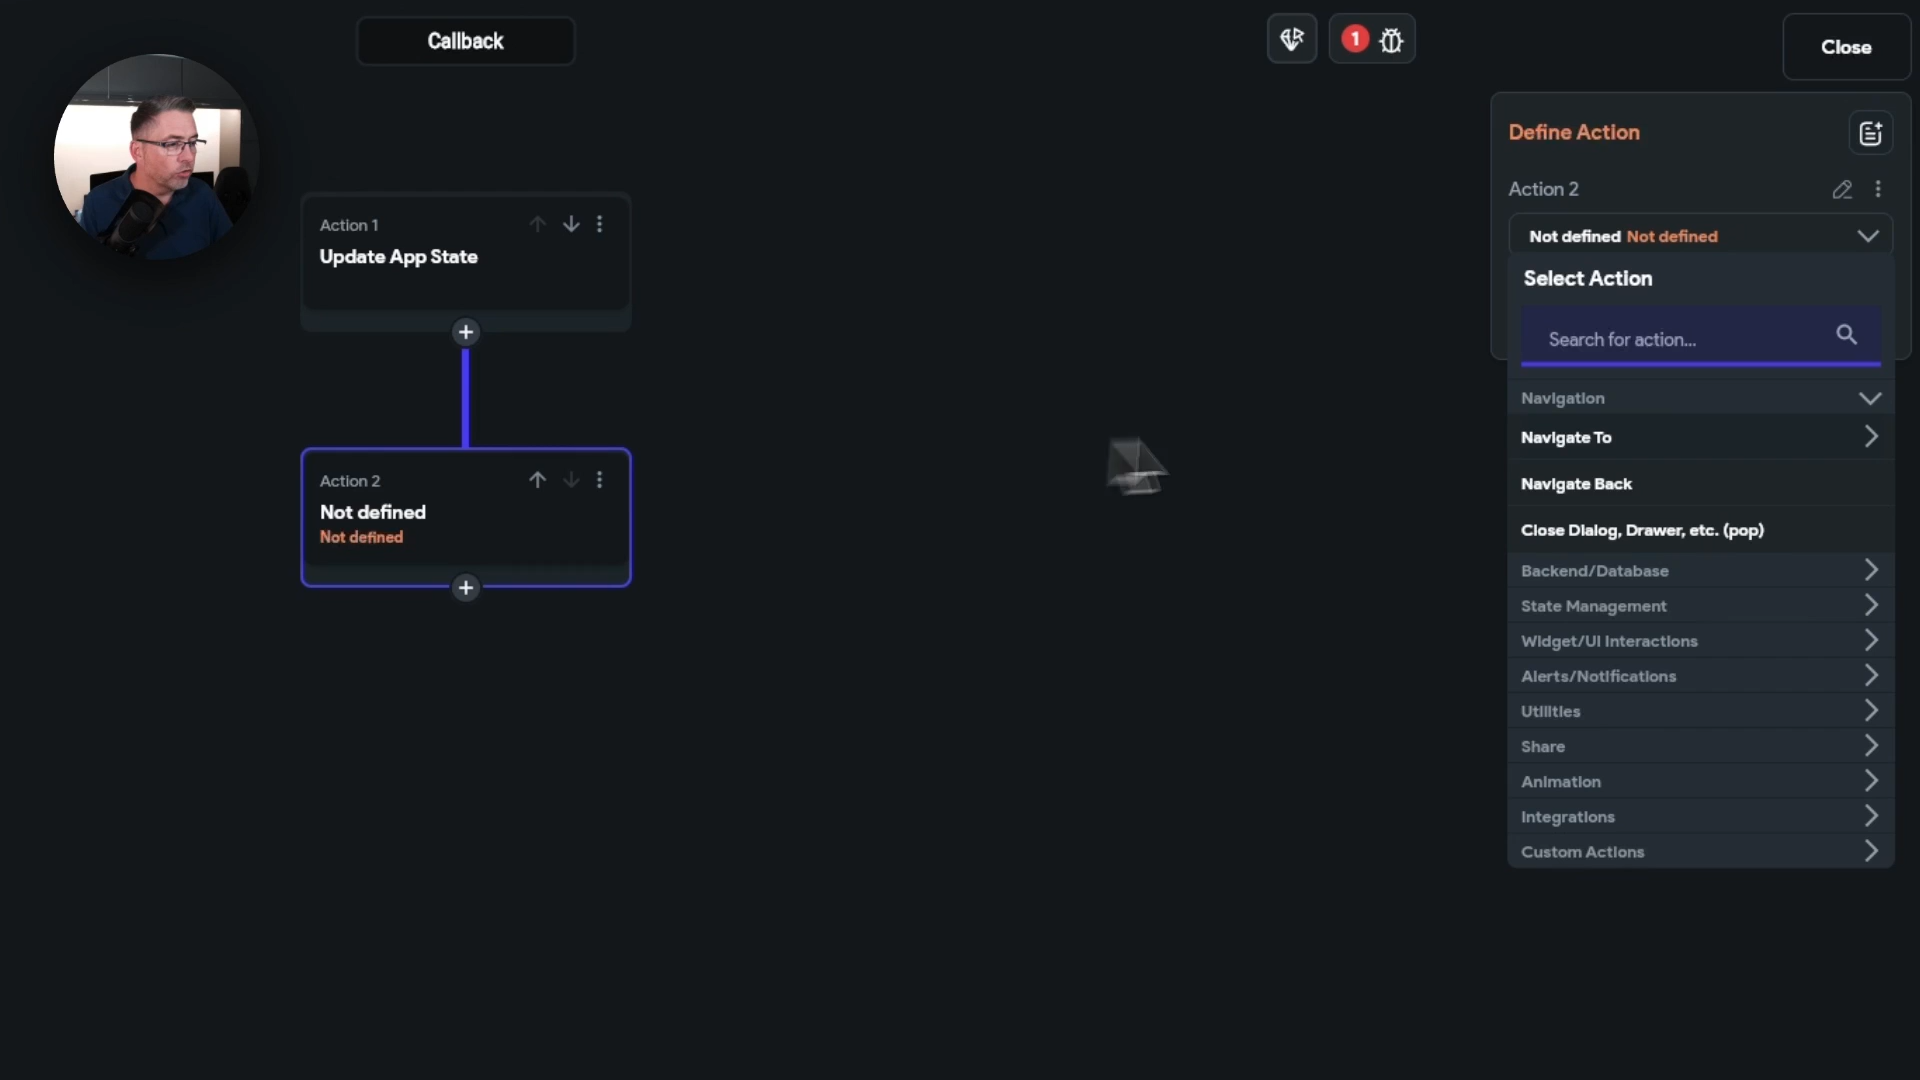 Callback
1
Close
Define Action
Action 2
Not defined Not defined
Select Action
Search for action...
Navigation
Navigate To
Navigate Back
Close Dialog, Drawer, etc. (pop)
Backend/Database
State Management
Widget/UI Interactions
Alerts/Notifications
Utilities
Share
Animation
Integrations
Custom Actions
Action 1
Update App State
Action 2
Not defined
Not defined